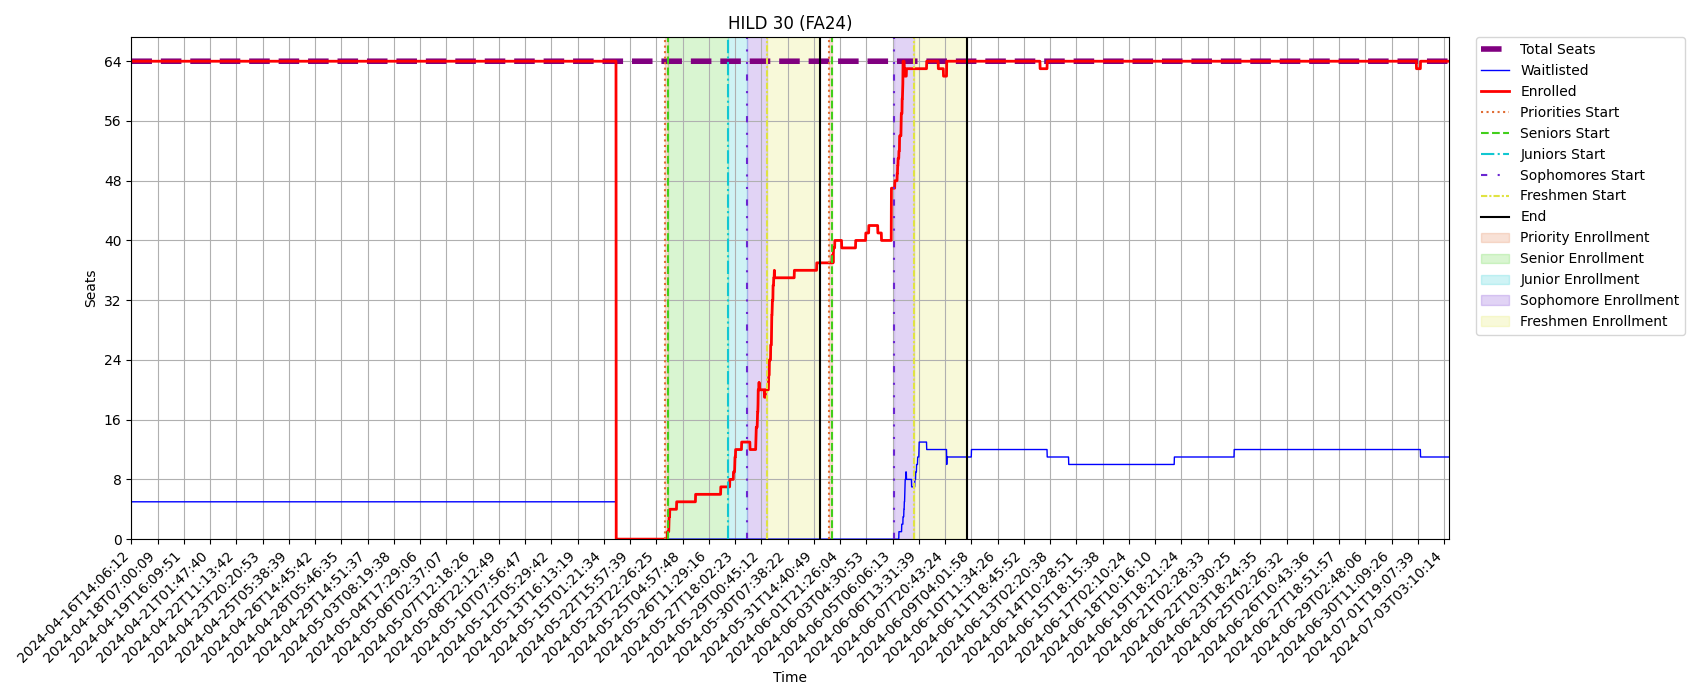 HILD 30 (FA24)
Total Seats
Waitlisted
Enrolled
Priorities Start
Seniors Start
Juniors Start
Sophomores Start
Freshmen Start
End
Priority Enrollment
Senior Enrollment
Junior Enrollment
Sophomore Enrollment
Freshmen Enrollment
Seats
64
56
48
40
32
24
16
8
0
2024-04-16T14:06:12
2024-04-18T07:00:09
2024-04-19T16:09:51
2024-04-21T01:47:40
2024-04-22T11:13:42
2024-04-23T20:20:53
2024-04-25T05:38:39
2024-04-26T14:45:42
2024-04-28T05:46:35
2024-04-29T14:51:37
2024-05-03T08:19:38
2024-05-04T17:29:06
2024-05-06T02:37:07
2024-05-07T12:18:26
2024-05-08T22:12:49
2024-05-10T07:56:47
2024-05-12T05:29:42
2024-05-13T16:13:19
2024-05-15T01:21:34
2024-05-22T15:57:39
2024-05-23T22:26:25
2024-05-25T04:57:48
2024-05-26T11:29:16
2024-05-27T18:02:23
2024-05-29T00:45:12
2024-05-30T07:38:22
2024-05-31T14:40:49
2024-06-01T21:26:04
2024-06-03T04:30:53
2024-06-05T06:06:13
2024-06-06T13:31:35
2024-06-07T20:43:24
2024-06-09T04:01:58
2024-06-10T11:34:26
2024-06-11T18:45:52
2024-06-13T02:20:38
2024-06-14T10:28:51
2024-06-15T18:15:38
2024-06-17T02:10:24
2024-06-18T10:16:10
2024-06-19T18:21:24
2024-06-21T02:28:33
2024-06-22T10:30:25
2024-06-23T18:24:35
2024-06-25T02:26:32
2024-06-26T10:43:36
2024-06-27T18:51:57
2024-06-29T02:48:06
2024-06-30T11:09:26
2024-07-01T19:07:39
2024-07-03T03:10:14
Time